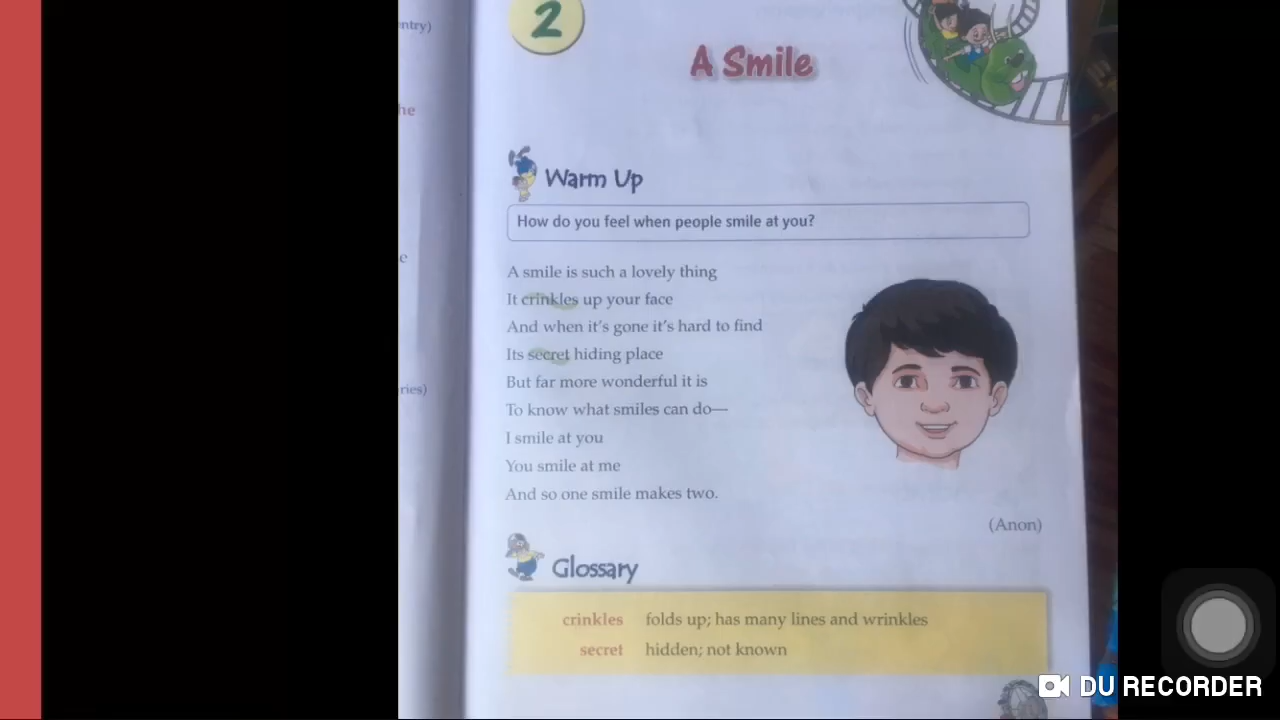 ntry)
he
e
ries)
2
A Smile
Warm Up
How do you feel when people smile at you?
A smile is such a lovely thing
It crinkles up your face
And when it's gone it's hard to find
Its secret hiding place
But far more wonderful it is
To know what smiles can do—
I smile at you
You smile at me
And so one smile makes two.
(Anon)
Glossary
crinkles folds up; has many lines and wrinkles
secret hidden; not known
DU RECORDER